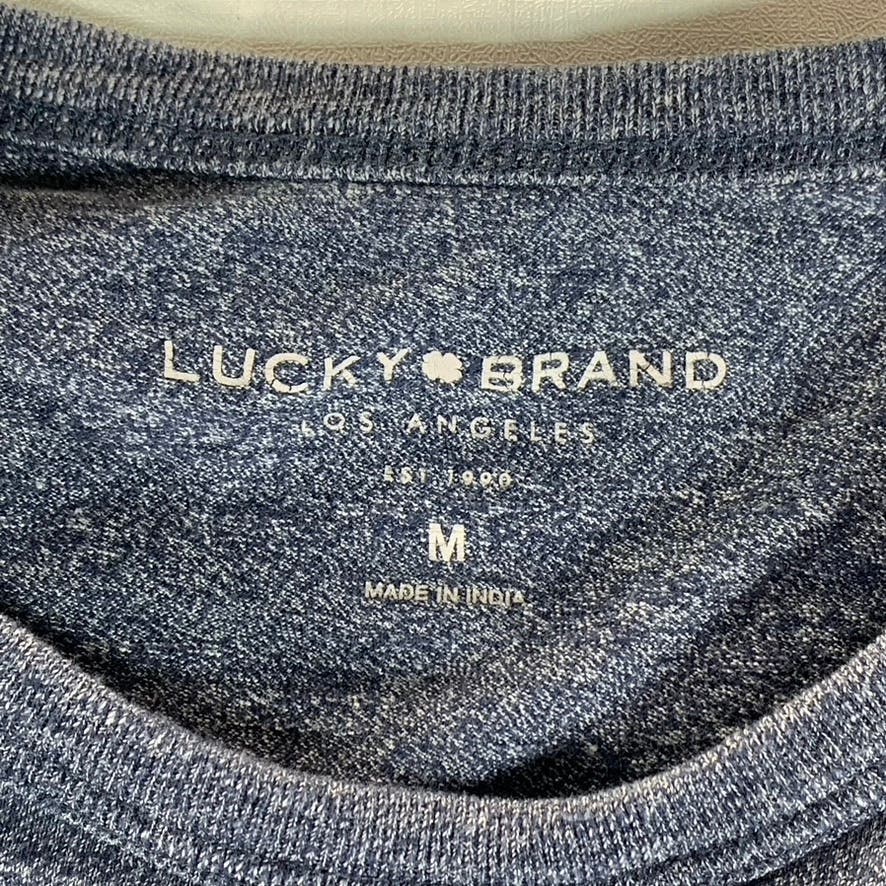 LUCKY BRAND
LOS ANGELES
EST 1990
M
MADE IN INDIA